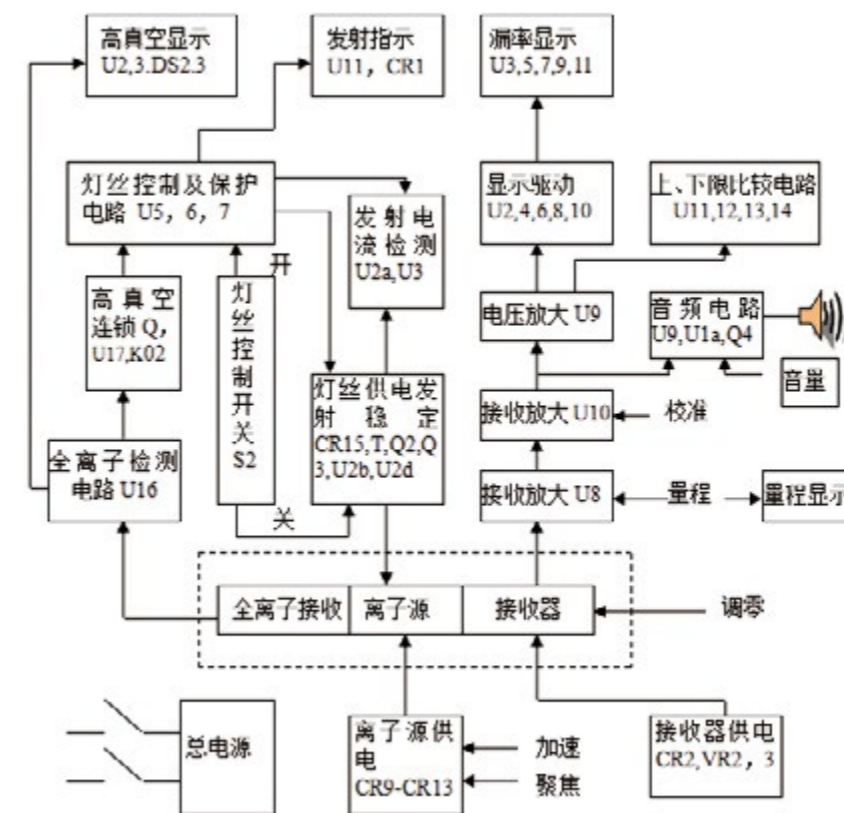 高真空显示
U2,3.DS2.3
发射指示
U11，CR1
漏率显示
U3,5,7,9,11
灯丝控制及保护
电路 U5，6，7
发射电
流检测
U2a,U3
显示驱动
U2,4,6,8,10
上、下限比较电路
U11,12,13,14
开
高真空
连锁 Q，
U17,K02
灯
丝
控
制
开
关
S2
电压放大 U9
音频电路
U9,U1a,Q4
音量
灯丝供电发
射稳定
CR15,T,Q2,Q
3,U2b,U2d
接收放大 U10
校准
全离子检测
电路 U16
接收放大 U8
量程
量程显示
关
全离子接收
离子源
接收器
调零
总电源
离子源供
电
CR9-CR13
加速
聚焦
接收器供电
CR2,VR2，3